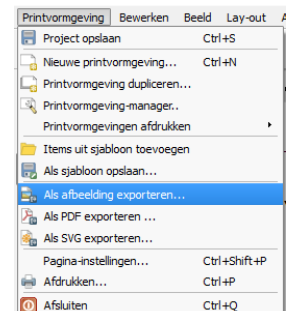 Printvormgeving Bewerken Beeld Lay-out
Project opslaan Ctrl+S
Nieuwe printvormgeving... Ctrl+N
Printvormgeving dupliceren...
Printvormgeving-manager..
Printvormgevingen afdrukken
Items uit sjabloon toevoegen
Als sjabloon opslaan...
Als afbeelding exporteren...
Als PDF exporteren ...
Als SVG exporteren...
Pagina-instellingen... Ctrl+Shift+P
Afdrukken... Ctrl+P
Afsluiten Ctrl+Q